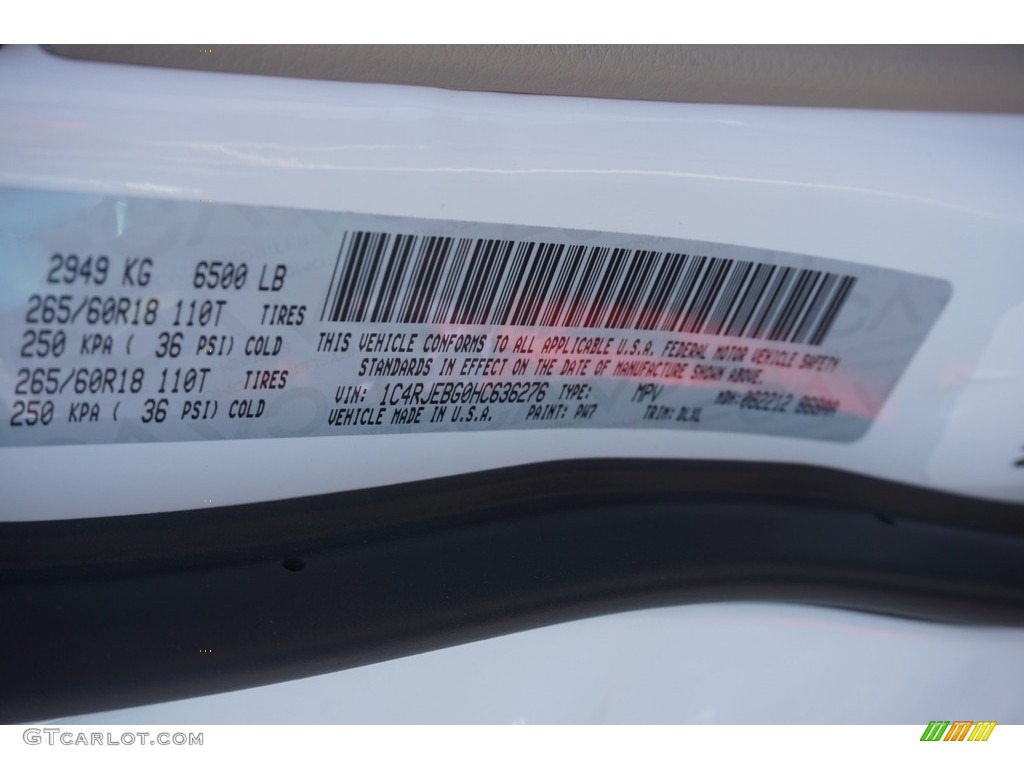 2949 KG 6500 LB
265/60R18 110T TIRES
250 KPA ( 36 PSI) COLD
265/60R18 110T TIRES
250 KPA ( 36 PSI) COLD
THIS VEHICLE CONFORMS TO ALL APPLICABLE U.S.A. FEDERAL MOTOR VEHICLE SAFETY
STANDARDS IN EFFECT ON THE DATE OF MANUFACTURE SHOWN ABOVE.
VIN: 1C4RJEBG0HC636276 TYPE: MPV MDH: 062212
VEHICLE MADE IN U.S.A. PAINT: PW7 TRIM: DLXL
GTCARLOT.COM